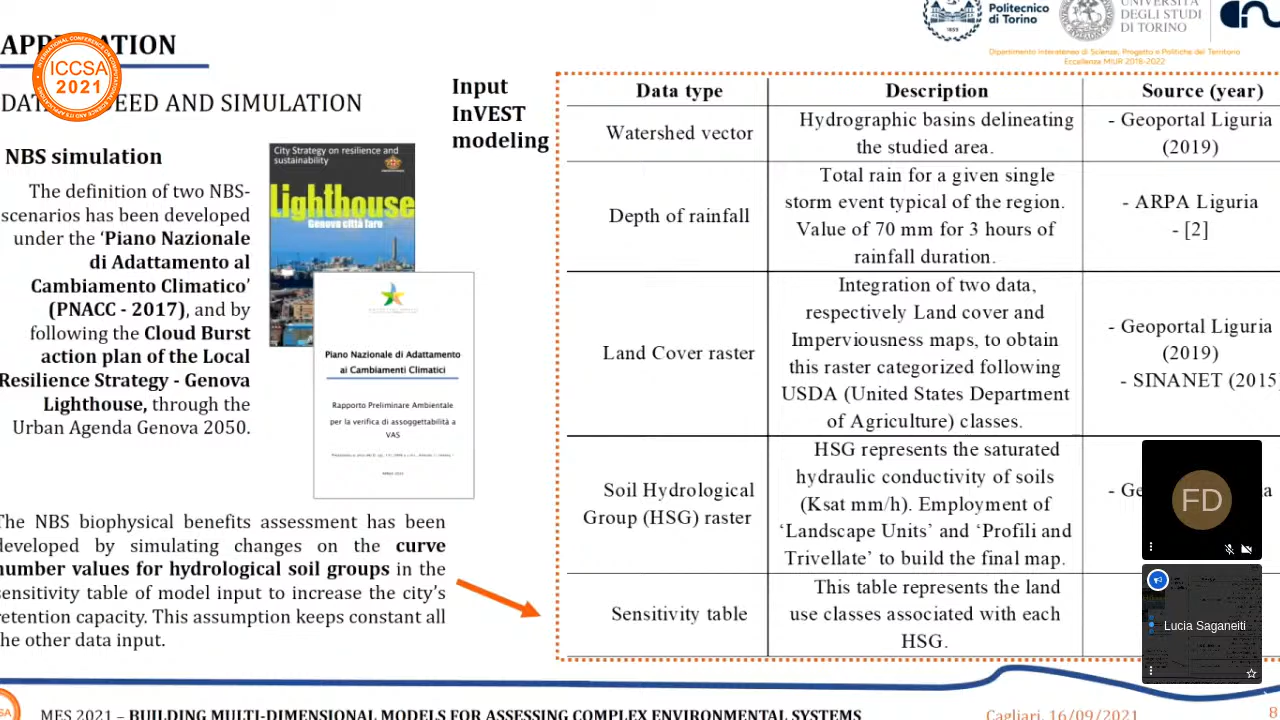 Politecnico
di Torino
UNIVERSITÀ
DEGLI STUDI
DI TORINO
Dipartimento Interateneo di Scienze, Progetto e Politiche del Territorio
Eccellenza MIUR 2018-2022
ICCSA
2021
DATA AND SIMULATION
NBS simulation
The definition of two NBS-
scenarios has been developed
under the ‘Piano Nazionale
di Adattamento al
Cambiamento Climatico’
(PNACC - 2017), and by
following the Cloud Burst
action plan of the Local
Resilience Strategy - Genova
Lighthouse, through the
Urban Agenda Genova 2050.
City Strategy on resilience and
sustainability
Lighthouse
Genova città faro
Piano Nazionale di Adattamento
ai Cambiamenti Climatici
Rapporto Preliminare Ambientale
per la verifica di assoggettabilità a
VAS
The NBS biophysical benefits assessment has been
developed by simulating changes on the curve
number values for hydrological soil groups in the
sensitivity table of model input to increase the city’s
retention capacity. This assumption keeps constant all
the other data input.
Input
InVEST
modeling
Data type Description Source (year)
Watershed vector Hydrographic basins delineating
the studied area. - Geoportal Liguria
(2019)
Depth of rainfall Total rain for a given single
storm event typical of the region.
Value of 70 mm for 3 hours of
rainfall duration. - ARPA Liguria
- [2]
Land Cover raster Integration of two data,
respectively Land cover and
Imperviousness maps, to obtain
this raster categorized following
USDA (United States Department
of Agriculture) classes. - Geoportal Liguria
(2019)
- SINANET (2015)
Soil Hydrological
Group (HSG) raster HSG represents the saturated
hydraulic conductivity of soils
(Ksat mm/h). Employment of
‘Landscape Units’ and ‘Profili and
Trivellate’ to build the final map.
Sensitivity table This table represents the land
use classes associated with each
HSG.
FD
Lucia Saganeiti
MES 2021 – BUILDING MULTI-DIMENSIONAL MODELS FOR ASSESSING COMPLEX ENVIRONMENTAL SYSTEMS
Cagliari, 16/09/2021
8